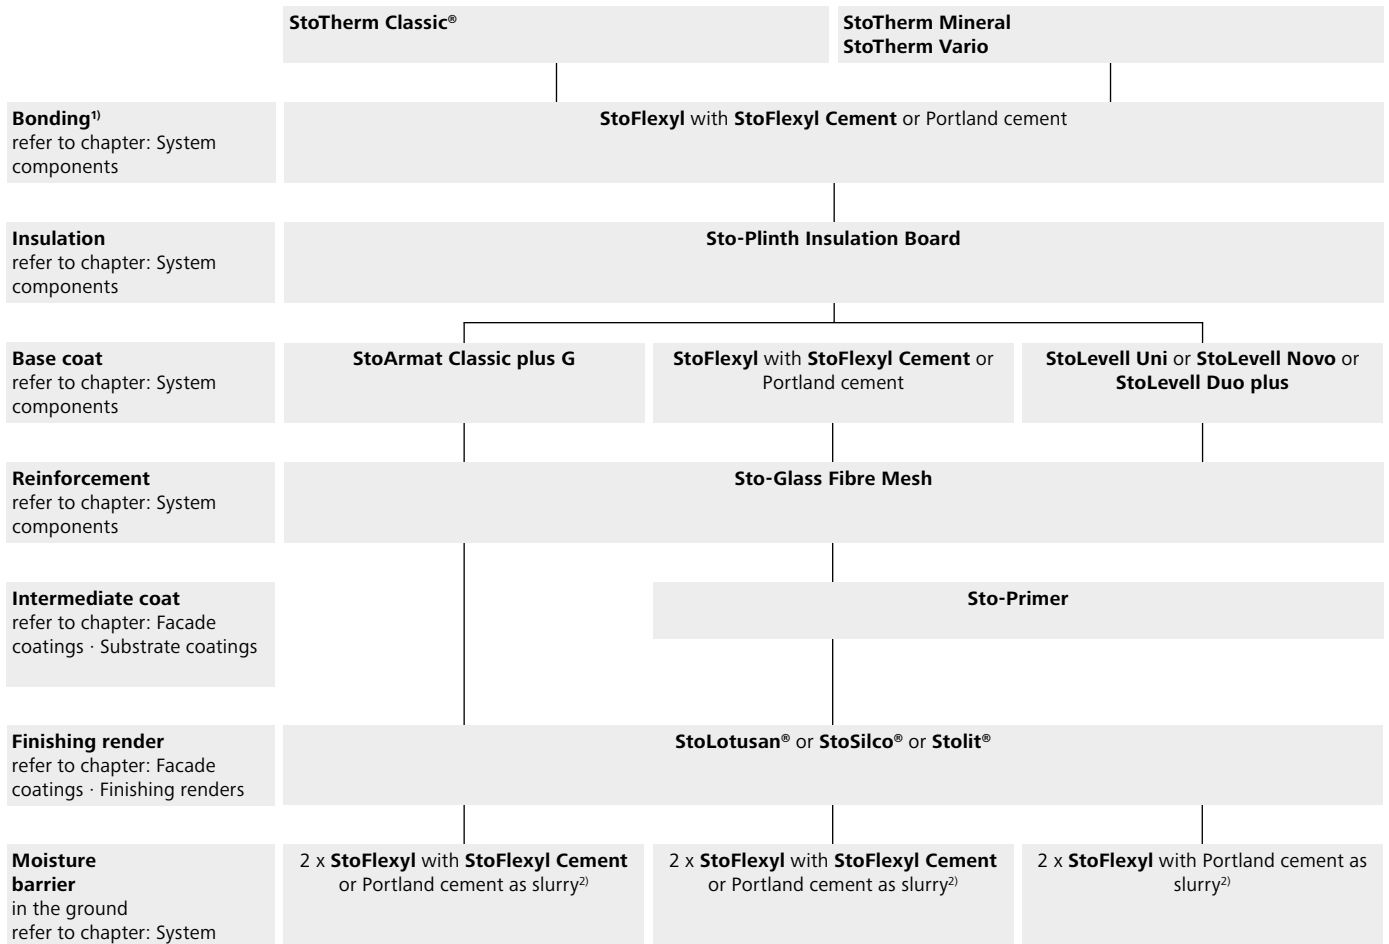 StoTherm Classic®
StoTherm Mineral
StoTherm Vario
Bonding1)
refer to chapter: System
components
StoFlexyl with StoFlexyl Cement or Portland cement
Insulation
refer to chapter: System
components
Sto-Plinth Insulation Board
Base coat
refer to chapter: System
components
StoArmat Classic plus G
StoFlexyl with StoFlexyl Cement or
Portland cement
StoLevell Uni or StoLevell Novo or
StoLevell Duo plus
Reinforcement
refer to chapter: System
components
Sto-Glass Fibre Mesh
Intermediate coat
refer to chapter: Facade
coatings · Substrate coatings
Sto-Primer
Finishing render
refer to chapter: Facade
coatings · Finishing renders
StoLotusan® or StoSilco® or Stolit®
Moisture
barrier
in the ground
refer to chapter: System
2 x StoFlexyl with StoFlexyl Cement
or Portland cement as slurry2)
2 x StoFlexyl with StoFlexyl Cement
or Portland cement as slurry2)
2 x StoFlexyl with Portland cement as
slurry2)